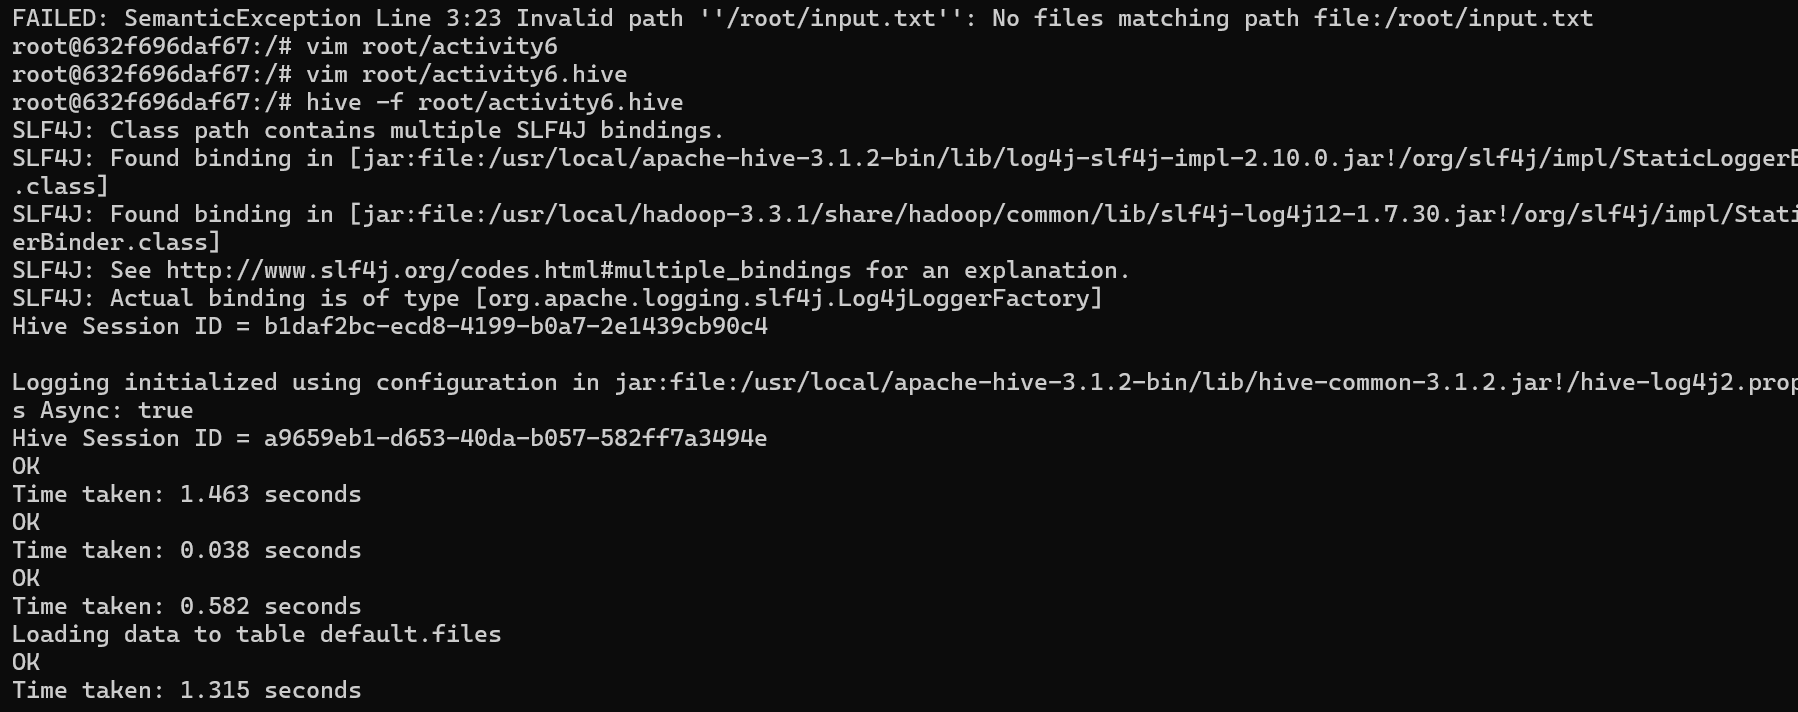 FAILED: SemanticException Line 3:23 Invalid path ''/root/input.txt'': No files matching path file:/root/input.txt
root@632f696daf67:/# vim root/activity6
root@632f696daf67:/# vim root/activity6.hive
root@632f696daf67:/# hive -f root/activity6.hive
SLF4J: Class path contains multiple SLF4J bindings.
SLF4J: Found binding in [jar:file:/usr/local/apache-hive-3.1.2-bin/lib/log4j-slf4j-impl-2.10.0.jar!/org/slf4j/impl/StaticLoggerB
.class]
SLF4J: Found binding in [jar:file:/usr/local/hadoop-3.3.1/share/hadoop/common/lib/slf4j-log4j12-1.7.30.jar!/org/slf4j/impl/Stati
erBinder.class]
SLF4J: See http://www.slf4j.org/codes.html#multiple_bindings for an explanation.
SLF4J: Actual binding is of type [org.apache.logging.slf4j.Log4jLoggerFactory]
Hive Session ID = b1daf2bc-ecd8-4199-b0a7-2e1439cb90c4
Logging initialized using configuration in jar:file:/usr/local/apache-hive-3.1.2-bin/lib/hive-common-3.1.2.jar!/hive-log4j2.prop
s Async: true
Hive Session ID = a9659eb1-d653-40da-b057-582ff7a3494e
OK
Time taken: 1.463 seconds
OK
Time taken: 0.038 seconds
OK
Time taken: 0.582 seconds
Loading data to table default.files
OK
Time taken: 1.315 seconds